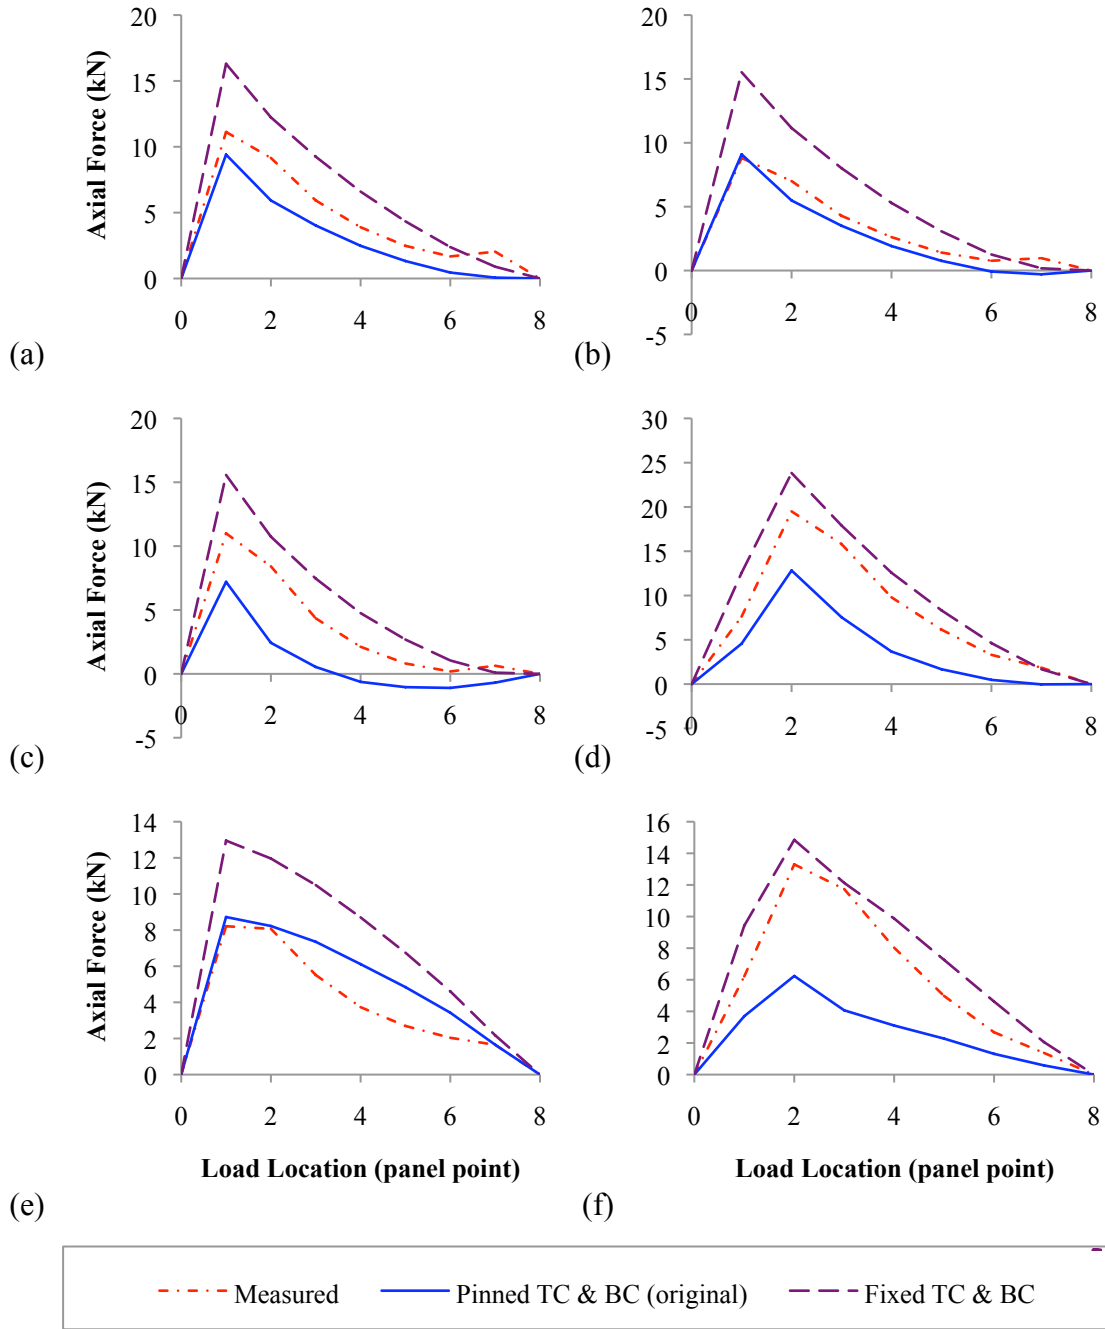 20
15
10
5
0
0 2 4 6 8
Axial Force (kN)
(a)
20
15
10
5
0
-5
0 2 4 6 8
(b)
20
15
10
5
0
-5
0 2 4 6 8
Axial Force (kN)
(c)
30
25
20
15
10
5
0
-5
0 2 4 6 8
(d)
14
12
10
8
6
4
2
0
0 2 4 6 8
Axial Force (kN)
Load Location (panel point)
(e)
16
14
12
10
8
6
4
2
0
0 2 4 6 8
Load Location (panel point)
(f)
Measured Pinned TC & BC (original) Fixed TC & BC